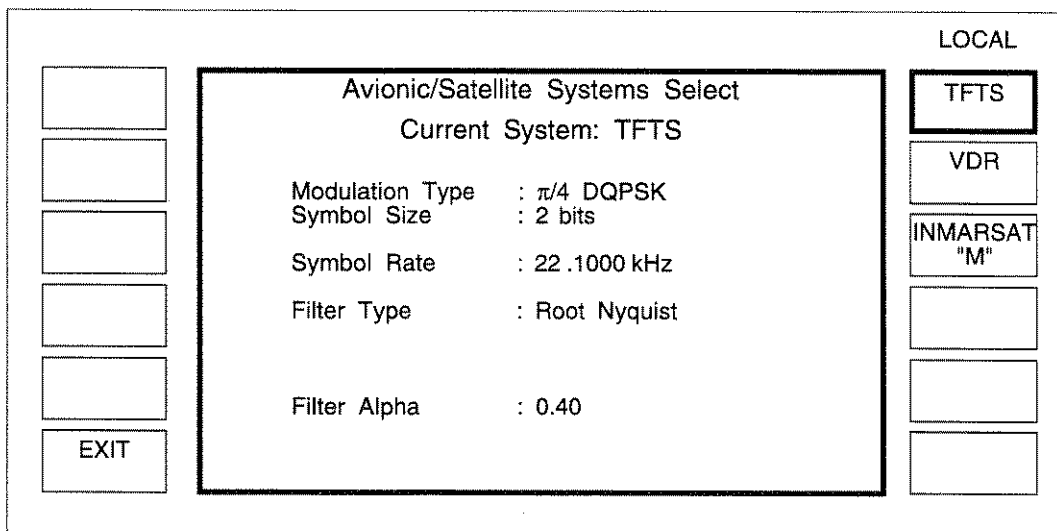 LOCAL
Avionic/Satellite Systems Select
Current System: TFTS
Modulation Type : π/4 DQPSK
Symbol Size : 2 bits
Symbol Rate : 22.1000 kHz
Filter Type : Root Nyquist
Filter Alpha : 0.40
EXIT
TFTS
VDR
INMARSAT
"M"